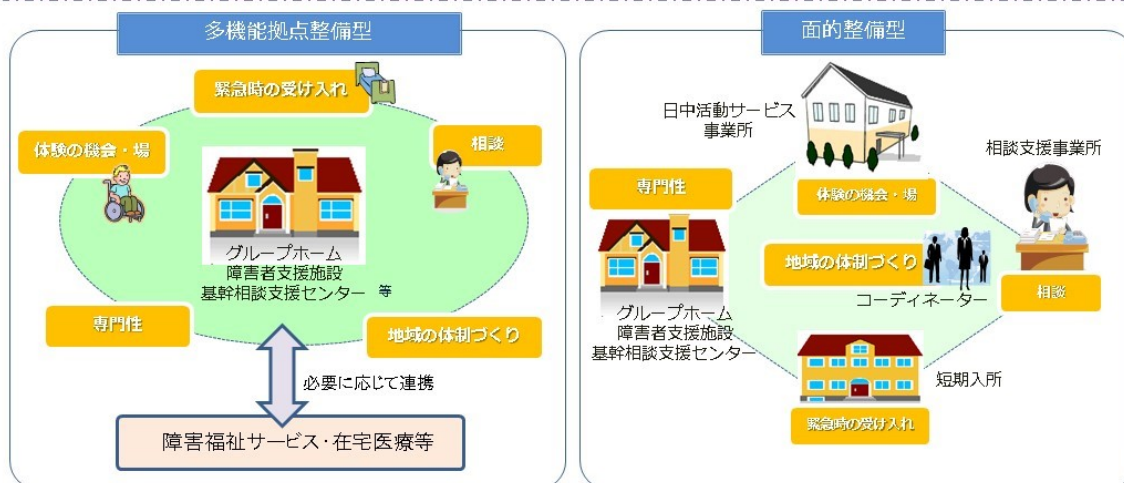 多機能拠点整備型
緊急時の受け入れ
体験の機会・場
相談
グループホーム
障害者支援施設
基幹相談支援センター 等
専門性
地域の体制づくり
必要に応じて連携
障害福祉サービス・在宅医療等
面的整備型
日中活動サービス
事業所
相談支援事業所
専門性
体験の機会・場
地域の体制づくり
コーディネーター
相談
グループホーム
障害者支援施設
基幹相談支援センター
短期入所
緊急時の受け入れ